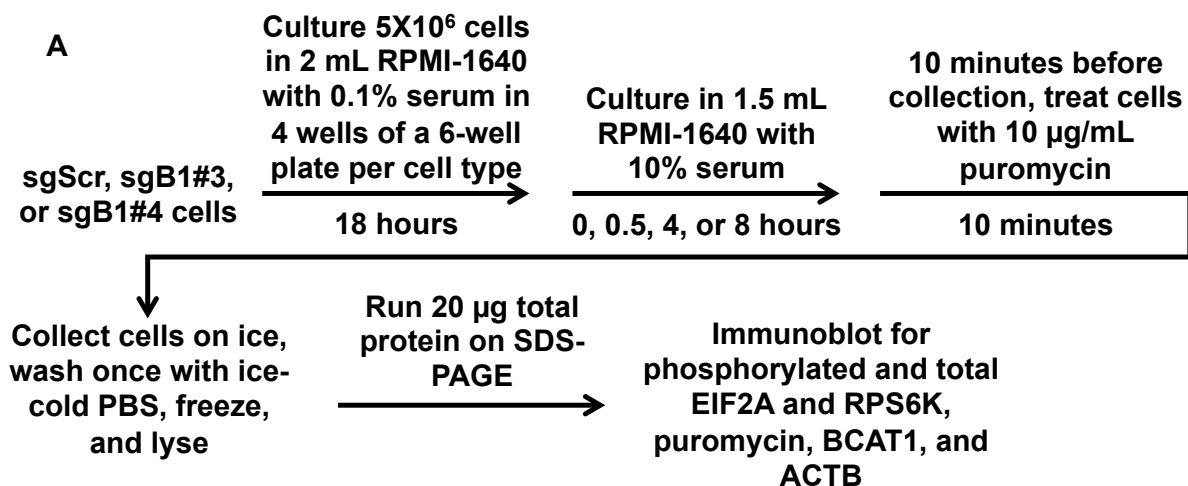 A
sgScr, sgB1#3,
or sgB1#4 cells
Culture 5X10⁶ cells
in 2 mL RPMI-1640
with 0.1% serum in
4 wells of a 6-well
plate per cell type
18 hours
Culture in 1.5 mL
RPMI-1640 with
10% serum
0, 0.5, 4, or 8 hours
10 minutes before
collection, treat cells
with 10 µg/mL
puromycin
10 minutes
Collect cells on ice,
wash once with ice-
cold PBS, freeze,
and lyse
Run 20 µg total
protein on SDS-
PAGE
Immunoblot for
phosphorylated and total
EIF2A and RPS6K,
puromycin, BCAT1, and
ACTB